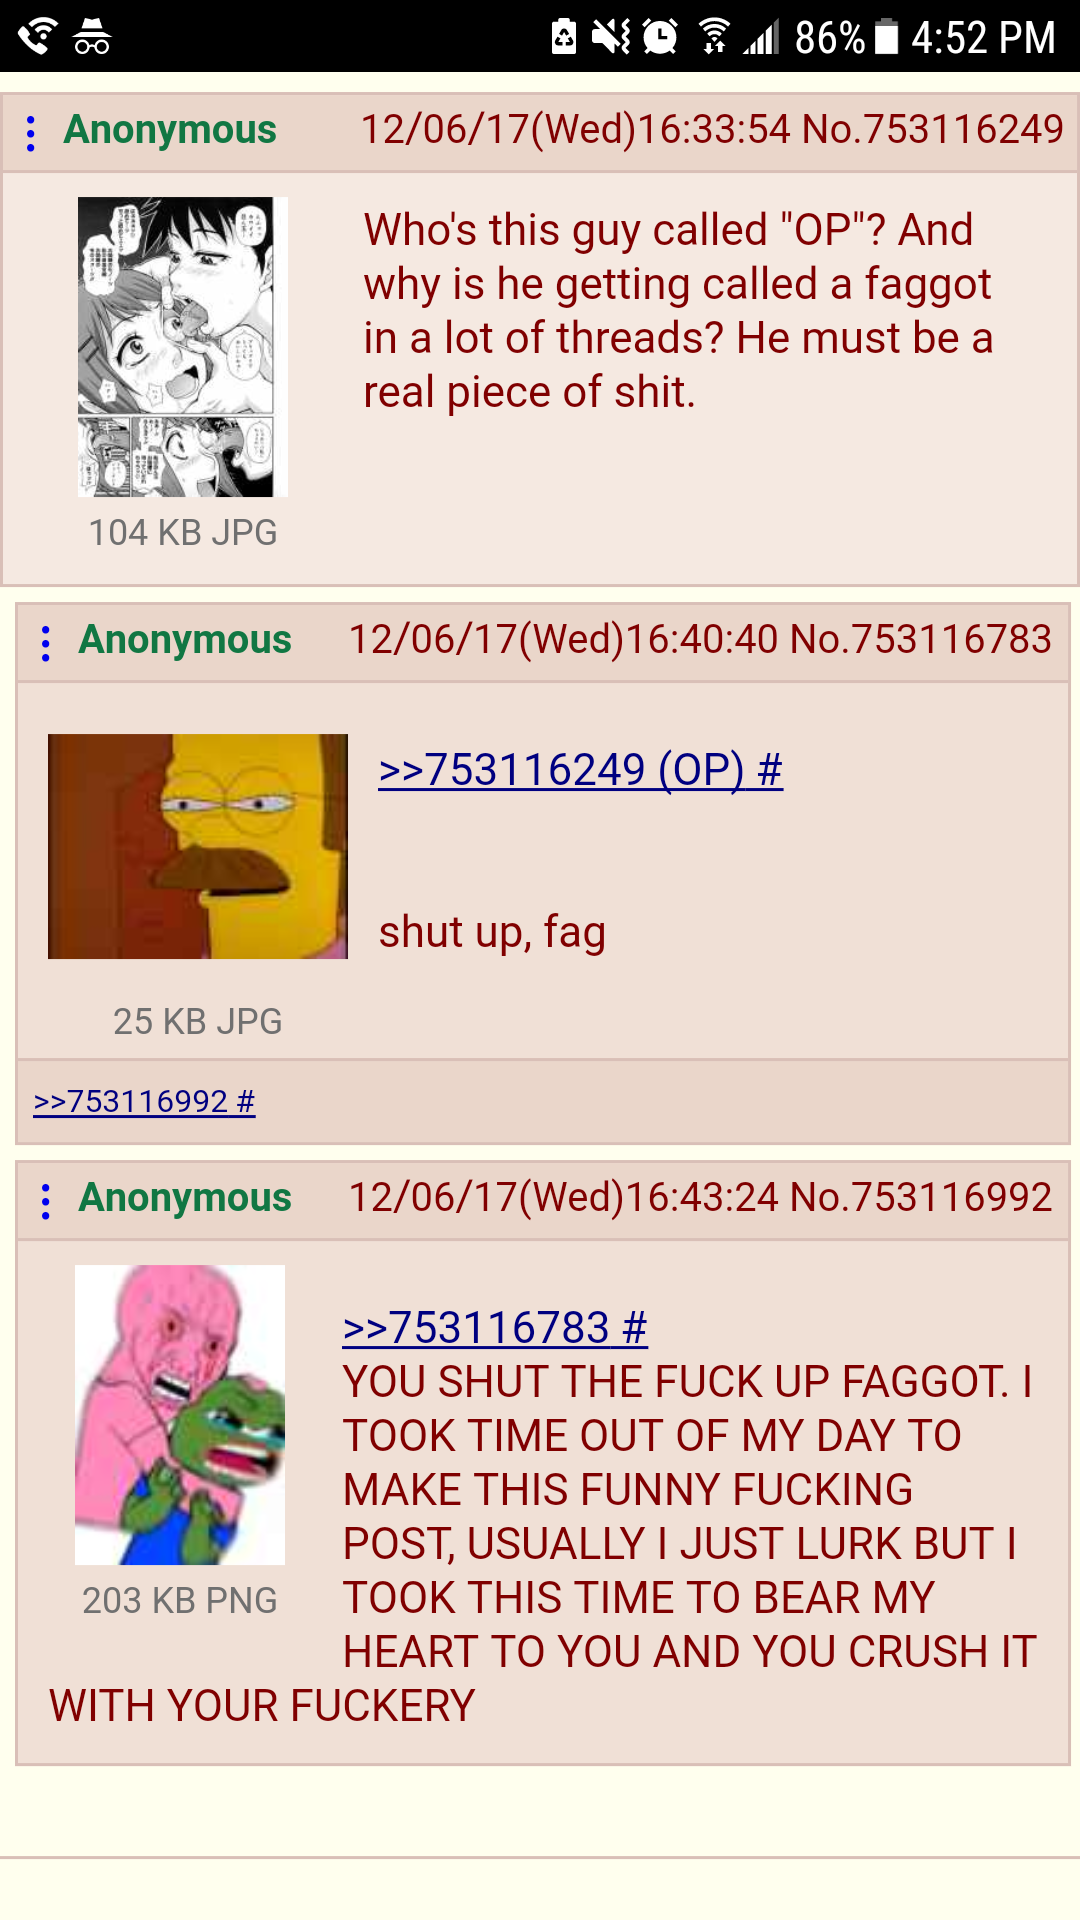 86% 4:52 PM
Anonymous 12/06/17(Wed)16:33:54 No.753116249
Who's this guy called "OP"? And
why is he getting called a faggot
in a lot of threads? He must be a
real piece of shit.
104 KB JPG
Anonymous 12/06/17(Wed)16:40:40 No.753116783
>>753116249 (OP) #
shut up, fag
25 KB JPG
>>753116992 #
Anonymous 12/06/17(Wed)16:43:24 No.753116992
>>753116783 #
YOU SHUT THE FUCK UP FAGGOT. I
TOOK TIME OUT OF MY DAY TO
MAKE THIS FUNNY FUCKING
POST, USUALLY I JUST LURK BUT I
TOOK THIS TIME TO BEAR MY
HEART TO YOU AND YOU CRUSH IT
WITH YOUR FUCKERY
203 KB PNG